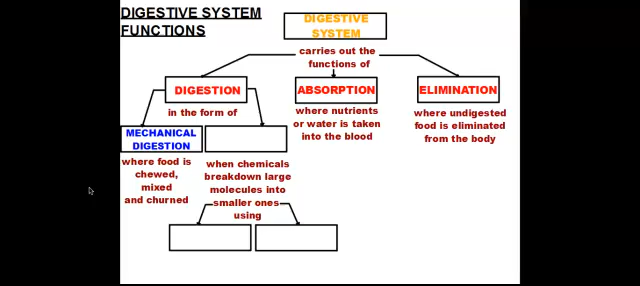 DIGESTIVE SYSTEM
FUNCTIONS
DIGESTIVE
SYSTEM
carries out the
functions of
DIGESTION
ABSORPTION
ELIMINATION
in the form of
where nutrients
or water is taken
into the blood
where undigested
food is eliminated
from the body
MECHANICAL
DIGESTION
where food is
chewed,
mixed
and churned
when chemicals
breakdown large
molecules into
smaller ones
using